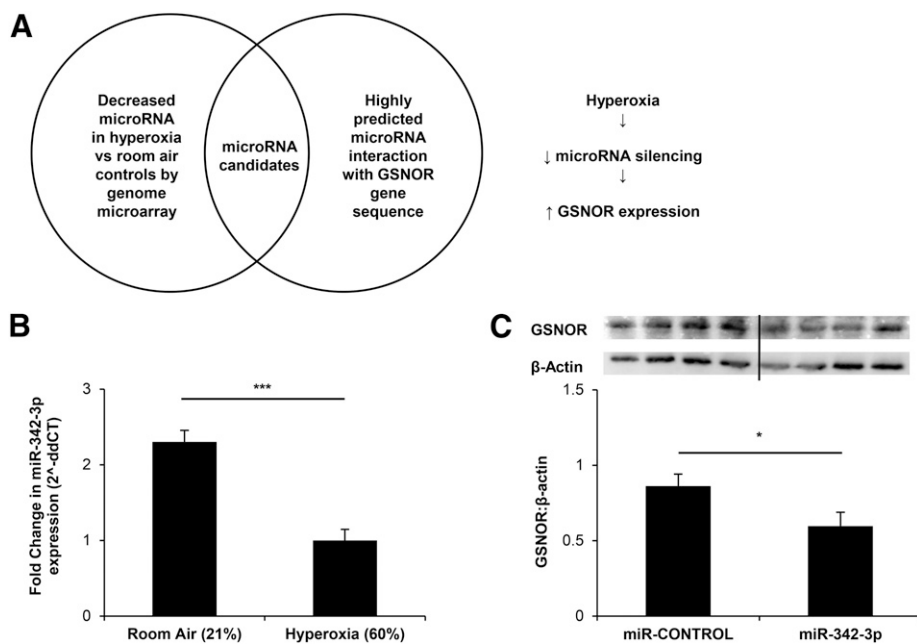 A
Decreased
microRNA
in hyperoxia
vs room air
controls by
genome
microarray
microRNA
candidates
Highly
predicted
microRNA
interaction
with GSNOR
gene
sequence
Hyperoxia
↓
↓ microRNA silencing
↓
↑ GSNOR expression
B
Fold Change in miR-342-3p
expression (2^-ddCT)
3
2
1
0
***
Room Air (21%)
Hyperoxia (60%)
C
GSNOR
β-Actin
GSNOR:β-actin
1.5
1
0.5
0
*
miR-CONTROL
miR-342-3p